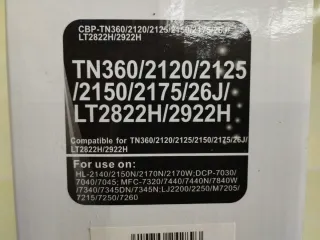 CBP-TN360/2120/2125/2150/2175/26J/
LT2822H/2922H
TN360/2120/2125
/2150/2175/26J/
LT2822H/2922H
Compatible for TN360/2120/2125/2150/2175/26J/
LT2822H/2922H
For use on:
HL-2140/2150N/2170N/2170W;DCP-7030/
7040/7045; MFC-7320/7440/7440N/7840W
/7340/7345DN/7345N;LJ2200/2250/M7205/
7215/7250/7260